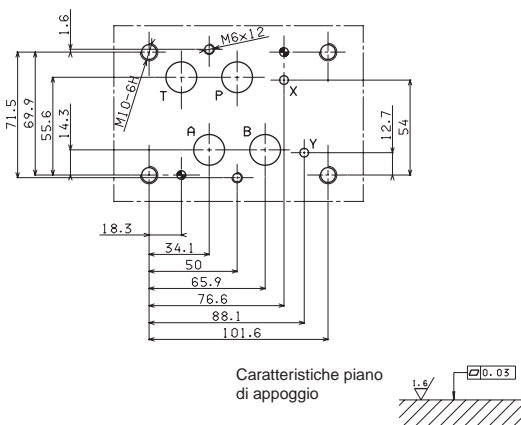 1.6
M6x12
M10-6H
T
P
X
71.5
69.9
55.6
14.3
A
B
Y
12.7
54
18.3
34.1
50
65.9
76.6
88.1
101.6
Caratteristiche piano
di appoggio
1.6
0.03